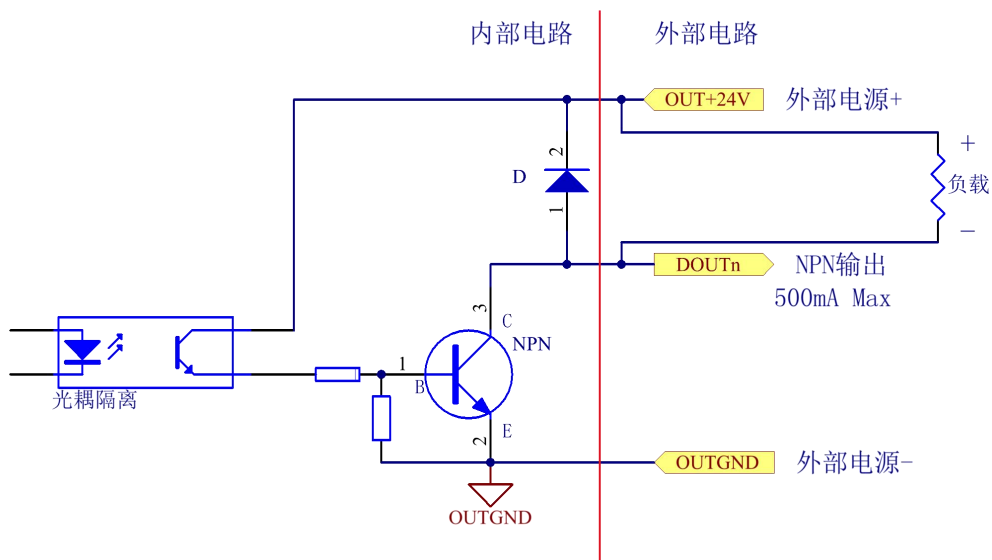 内部电路
外部电路
OUT+24V
外部电源+
2
D
1
+
负载
-
DOUTn
NPN输出
500mA Max
3
C
NPN
1
B
光耦隔离
2
E
OUTGND
外部电源-
OUTGND